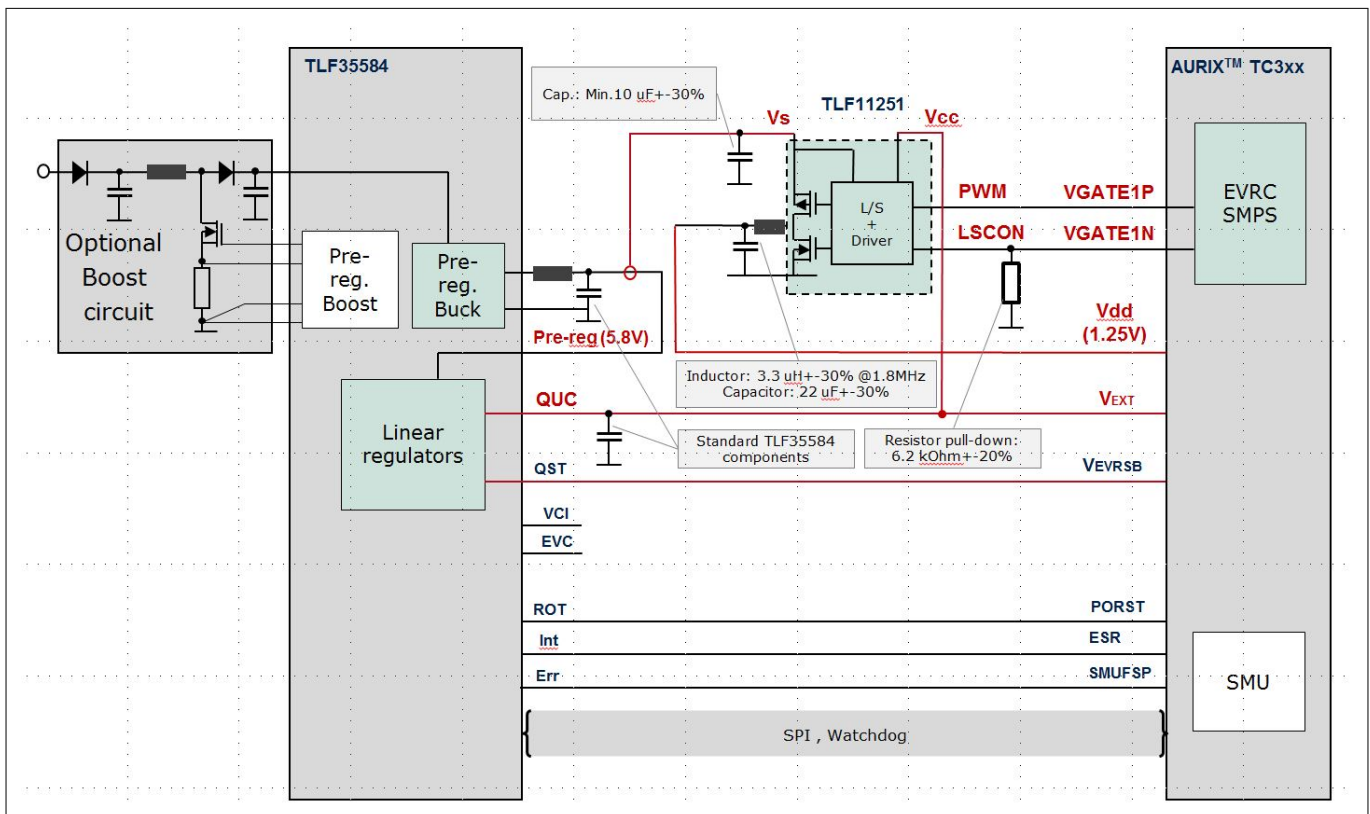 TLF35584
AURIX™ TC3xx
Cap.: Min.10 uF+-30%
TLF11251
Vs
Vcc
EVRC
SMPS
PWM
VGATE1P
L/S
+
Driver
LSCON
VGATE1N
Optional
Boost
circuit
Pre-
reg.
Boost
Pre-
reg.
Buck
Vdd
(1.25V)
Pre-reg(5.8V)
Inductor: 3.3 uH+-30% @1.8MHz
Capacitor: 22 uF+-30%
QUC
VEXT
Linear
regulators
Standard TLF35584
components
Resistor pull-down:
6.2 kOhm+-20%
QST
VEVRSB
VCI
EVC
ROT
PORST
Int
ESR
Err
SMUFSP
SMU
SPI , Watchdog